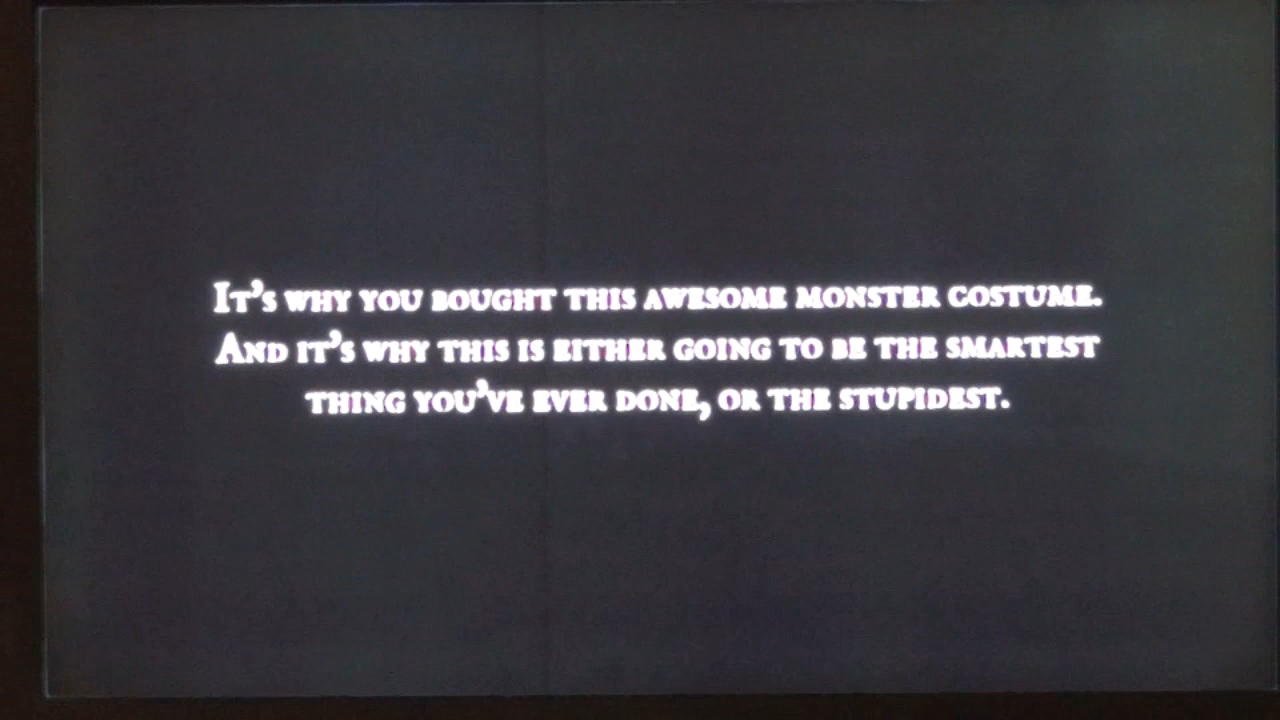 It's why you bought this awesome monster costume.
And it's why this is either going to be the smartest
thing you've ever done, or the stupidest.